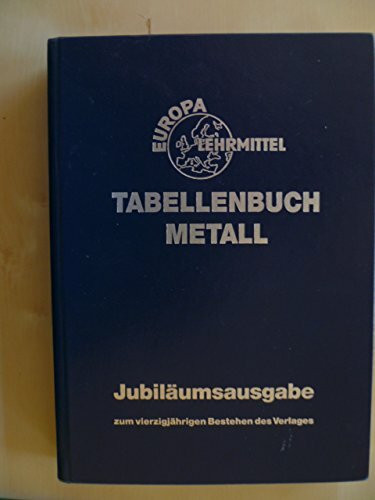 EUROPA
LEHRMITTEL
TABELLENBUCH
METALL
Jubiläumsausgabe
zum vierzigjährigen Bestehen des Verlages